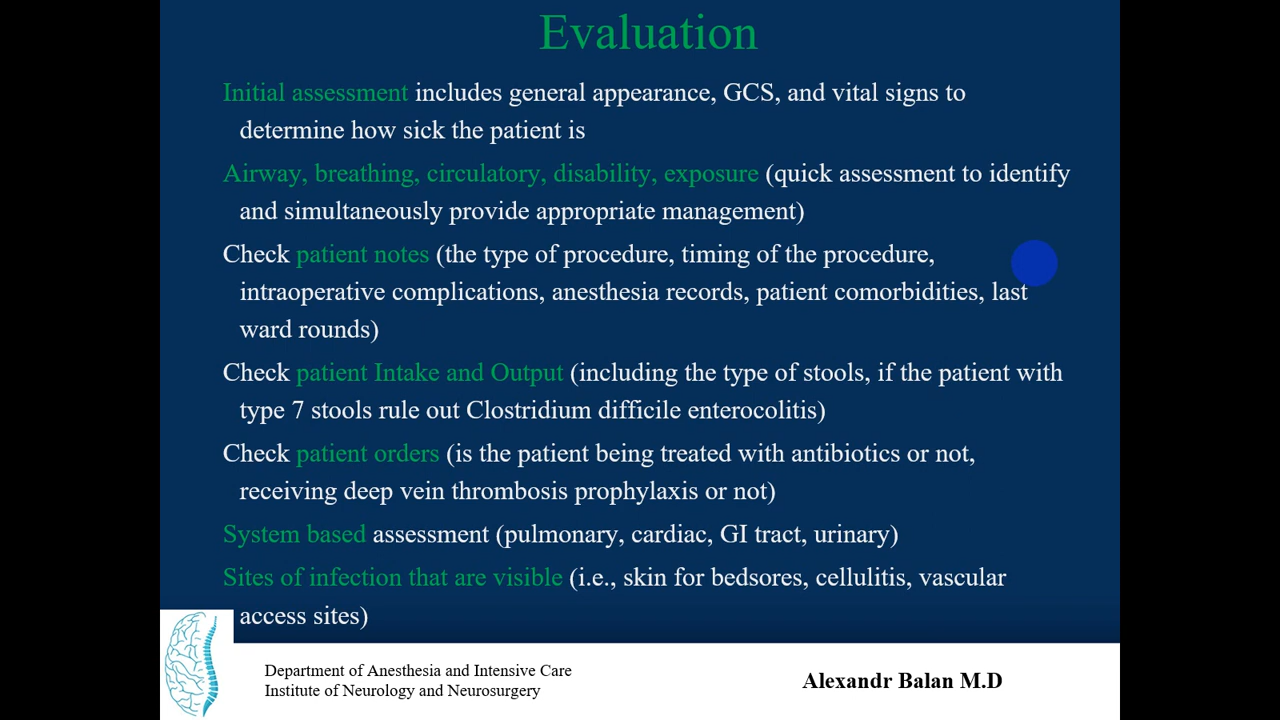 Evaluation
Initial assessment includes general appearance, GCS, and vital signs to
determine how sick the patient is
Airway, breathing, circulatory, disability, exposure (quick assessment to identify
and simultaneously provide appropriate management)
Check patient notes (the type of procedure, timing of the procedure,
intraoperative complications, anesthesia records, patient comorbidities, last
ward rounds)
Check patient Intake and Output (including the type of stools, if the patient with
type 7 stools rule out Clostridium difficile enterocolitis)
Check patient orders (is the patient being treated with antibiotics or not,
receiving deep vein thrombosis prophylaxis or not)
System based assessment (pulmonary, cardiac, GI tract, urinary)
Sites of infection that are visible (i.e., skin for bedsores, cellulitis, vascular
access sites)
Department of Anesthesia and Intensive Care
Institute of Neurology and Neurosurgery
Alexandr Balan M.D